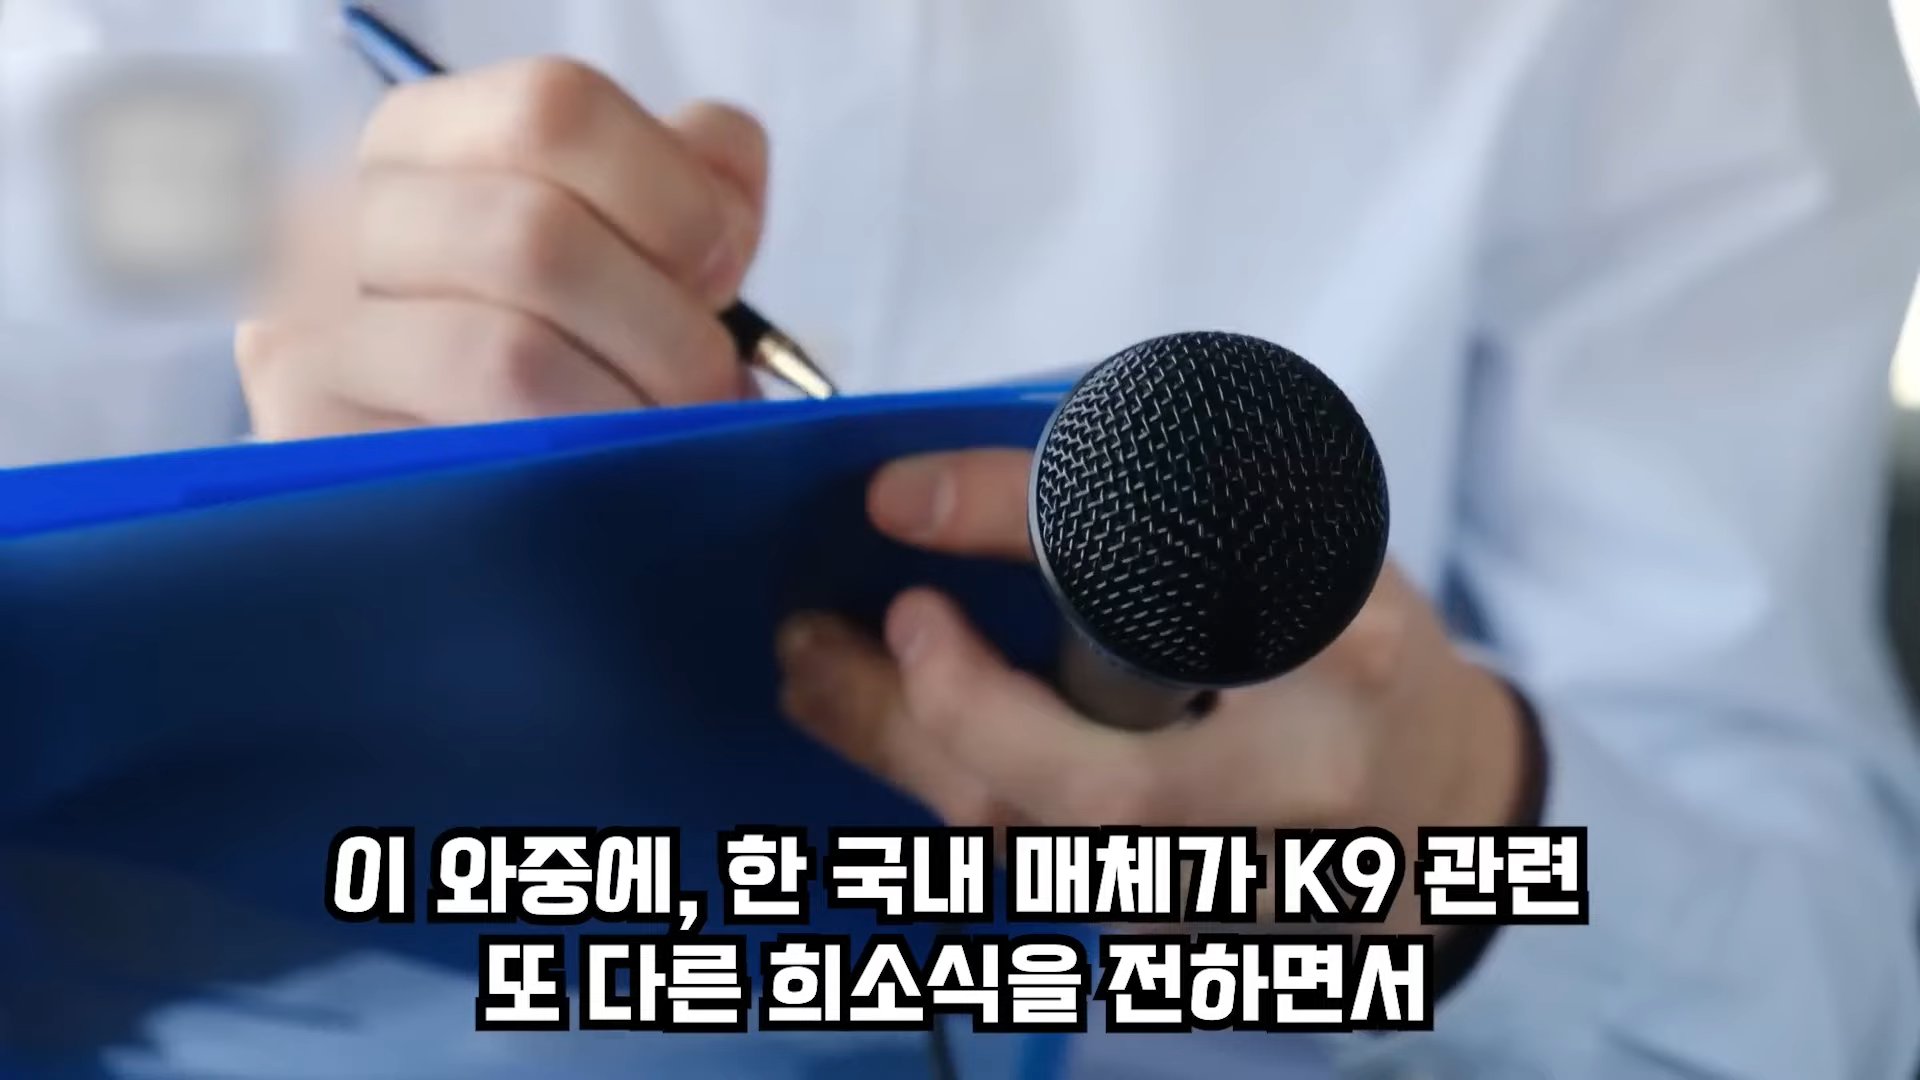 이 와중에, 한 국내 매체가 K9 관련
또 다른 희소식을 전하면서